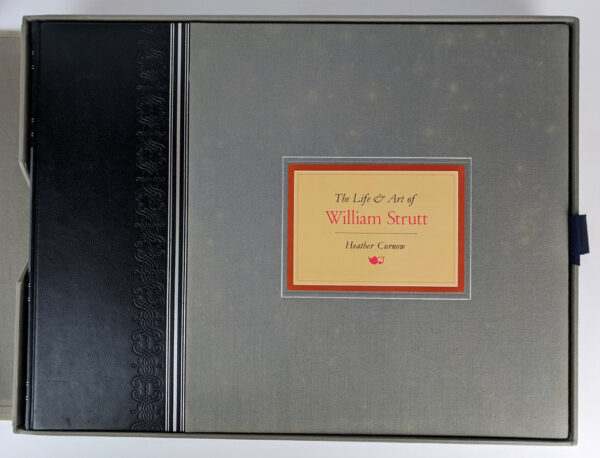 The Life & Art of
William Strutt
Heather Curnow